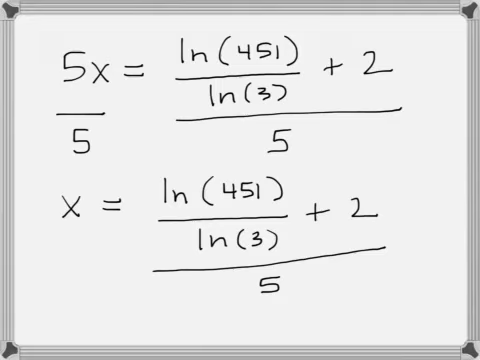 5x = ln(451)/ln(3) + 2
5 5
x = ln(451)/ln(3) + 2
5